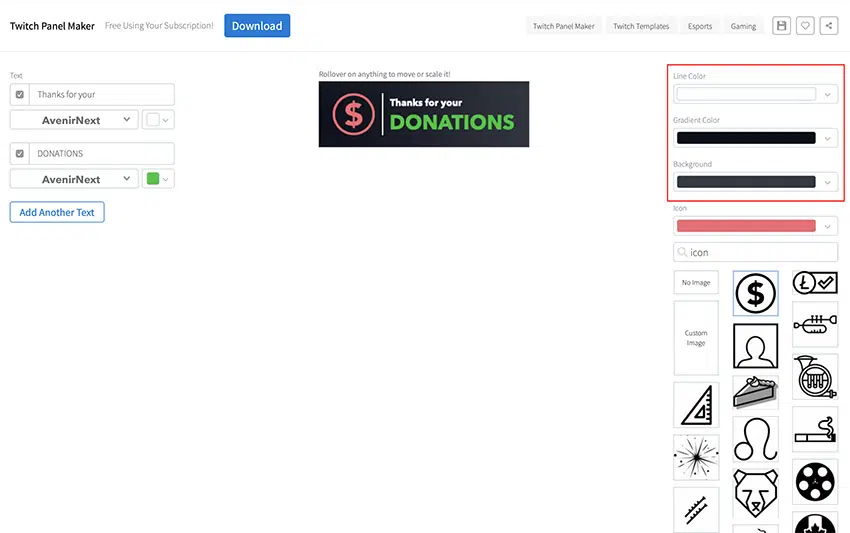 Twitch Panel Maker
Free Using Your Subscription!
Download
Twitch Panel Maker
Twitch Templates
Esports
Gaming
Text
Thanks for your
AvenirNext
DONATIONS
AvenirNext
Add Another Text
Rollover on anything to move or scale it!
$
Thanks for your
DONATIONS
Line Color
Gradient Color
Background
Icon
icon
No Image
$
Ł
Custom
Image